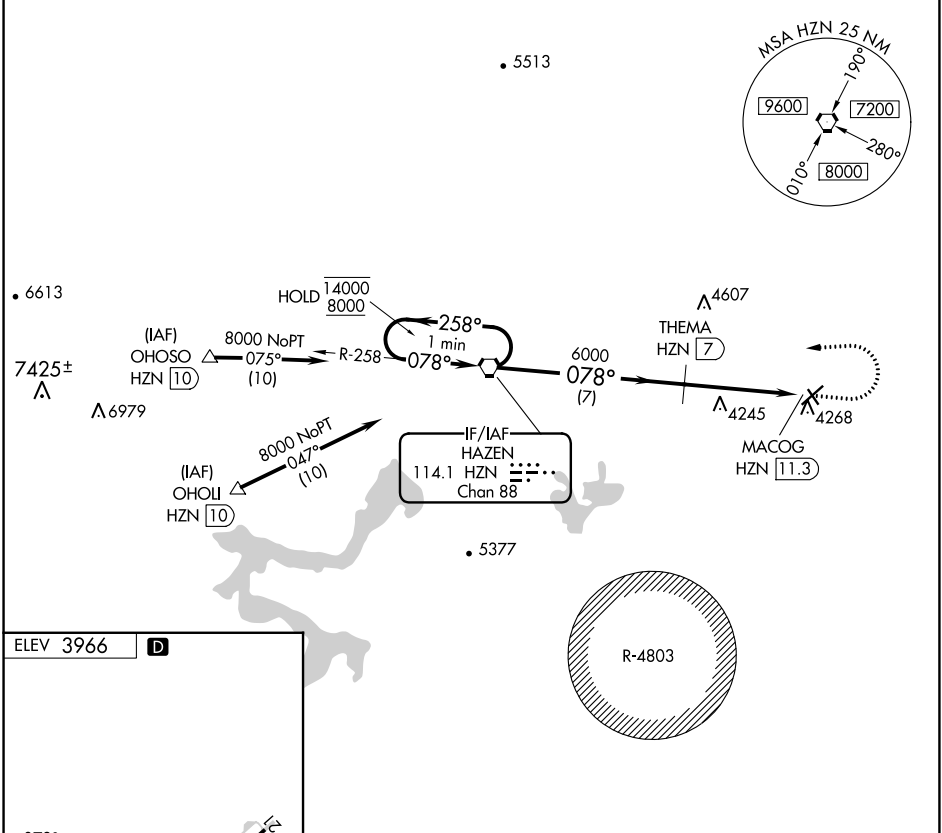 MSA HZN 25 NM
190°
9600
7200
280°
010°
8000
5513
6613
HOLD 14000
8000
258°
1 min
R-258
078°
(IAF)
OHOSO
HZN 10
8000 NoPT
075°
(10)
7425±
6979
6000
078°
(7)
THEMA
HZN 7
4607
4245
4268
MACOG
HZN 11.3
(IAF)
OHOLI
HZN 10
8000 NoPT
047°
(10)
IF/IAF
HAZEN
114.1 HZN
Chan 88
5377
R-4803
ELEV 3966 D
21